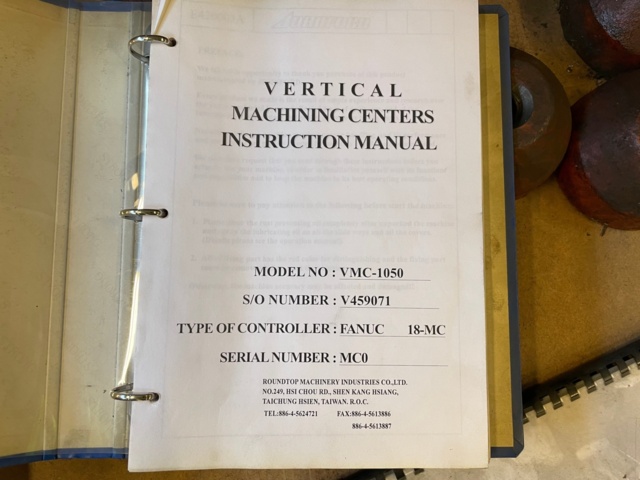 VERTICAL
MACHINING CENTERS
INSTRUCTION MANUAL
MODEL NO : VMC-1050
S/O NUMBER : V459071
TYPE OF CONTROLLER : FANUC 18-MC
SERIAL NUMBER : MC0
ROUNDTOP MACHINERY INDUSTRIES CO.,LTD.
NO.249, HSI CHOU RD., SHEN KANG HSIANG,
TAICHUNG HSIEN, TAIWAN. R.O.C.
TEL:886-4-5624721 FAX:886-4-5613886
886-4-5613887